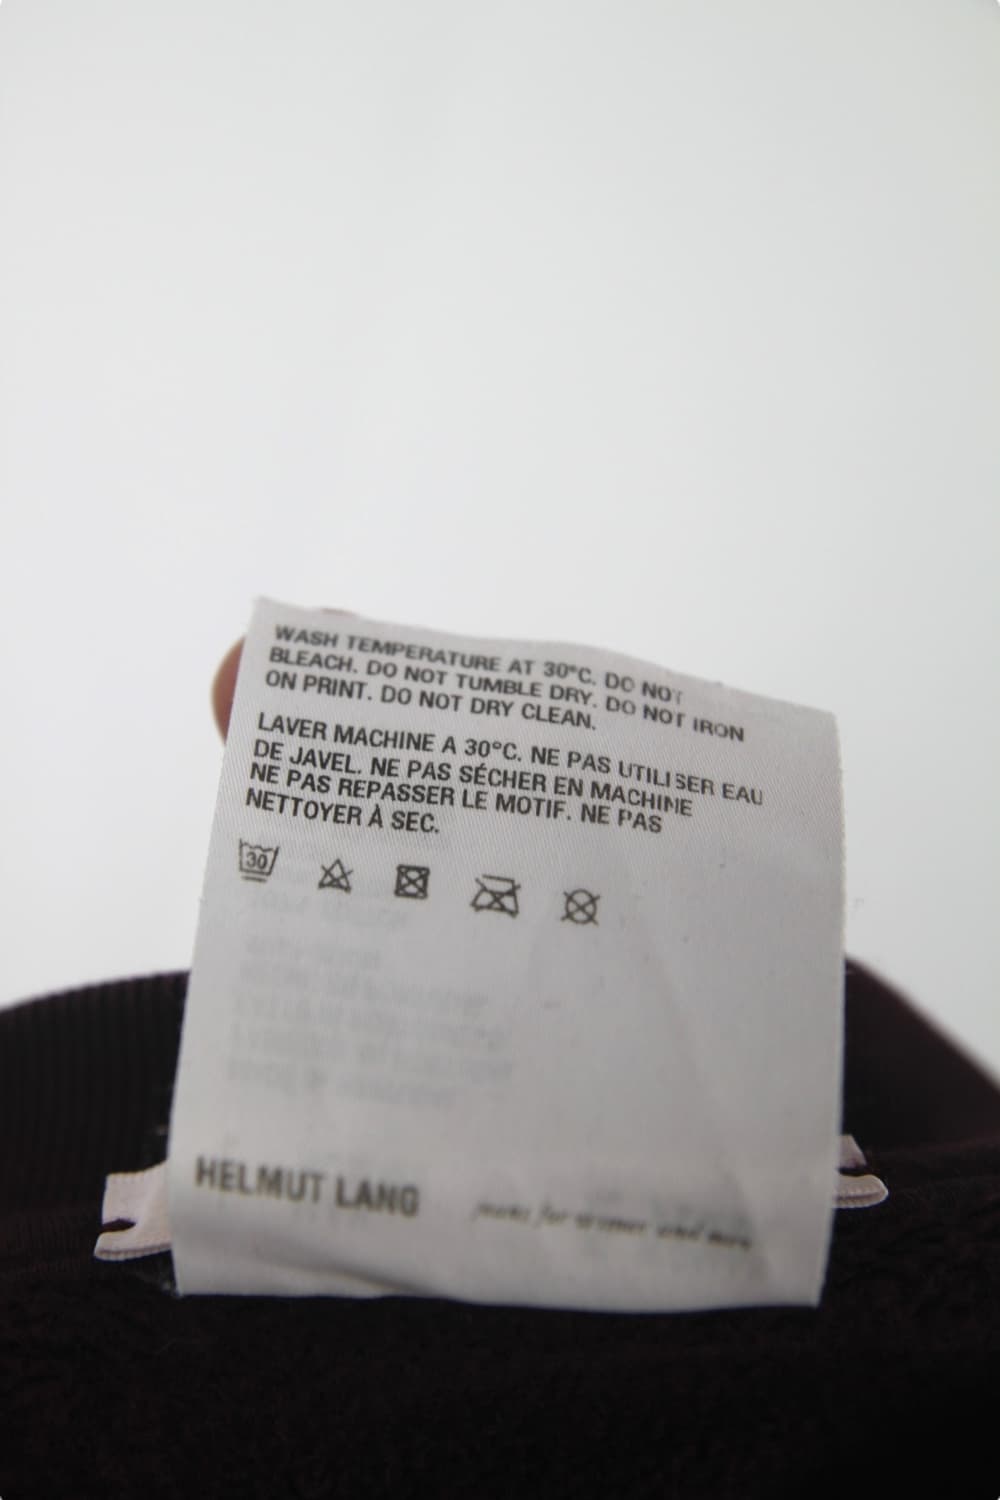 WASH TEMPERATURE AT 30°C. DO NOT
BLEACH. DO NOT TUMBLE DRY. DO NOT IRON
ON PRINT. DO NOT DRY CLEAN.
LAVER MACHINE A 30°C. NE PAS UTILISER EAU
DE JAVEL. NE PAS SÉCHER EN MACHINE
NE PAS REPASSER LE MOTIF. NE PAS
NETTOYER À SEC.
30
HELMUT LANG